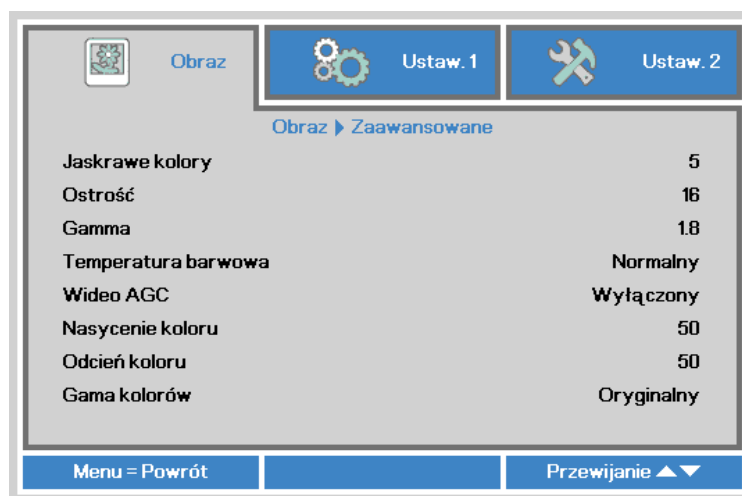 Obraz Ustaw. 1 Ustaw. 2
Obraz ▶ Zaawansowane
Jaskrawe kolory 5
Ostrość 16
Gamma 1.8
Temperatura barwowa Normalny
Wideo AGC Wyłączony
Nasycenie koloru 50
Odcień koloru 50
Gama kolorów Oryginalny
Menu = Powrót Przewijanie ▲▼